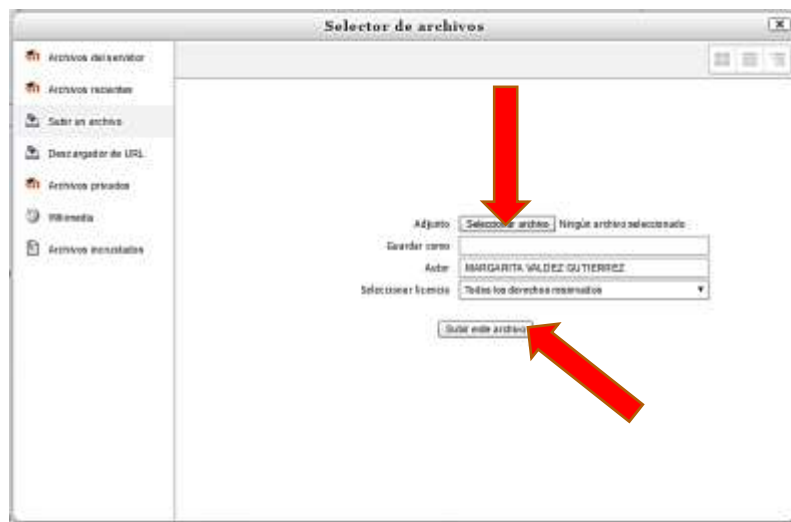 Selector de archivos
Archivos del servidor
Archivos recientes
Subir un archivo
Descargador de URL
Archivos privados
Wikimedia
Archivos incrustados
Adjunto Seleccionar archivo Ningún archivo seleccionado
Guardar como
Autor MARGARITA VALDEZ GUTIERREZ
Seleccionar licencia Todos los derechos reservados
Subir este archivo